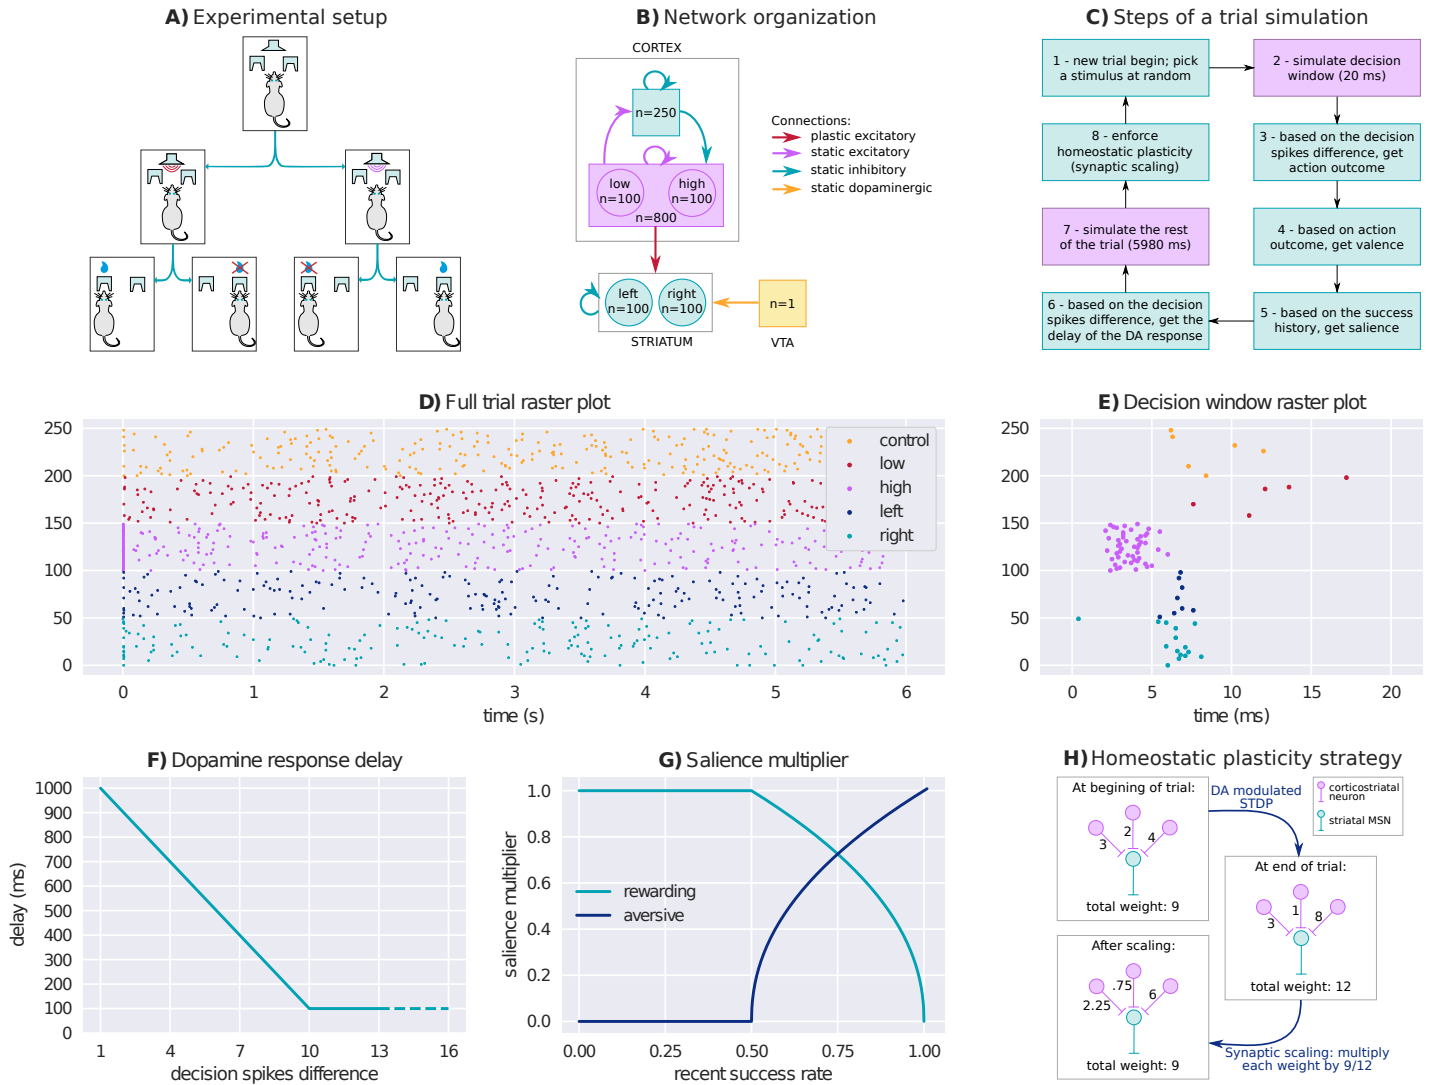 A) Experimental setup
B) Network organization
CORTEX
n=250
low
n=100
high
n=100
n=800
left
n=100
right
n=100
n=1
STRIATUM
VTA
Connections:
plastic excitatory
static excitatory
static inhibitory
static dopaminergic
C) Steps of a trial simulation
1 - new trial begin; pick
a stimulus at random
2 - simulate decision
window (20 ms)
8 - enforce
homeostatic plasticity
(synaptic scaling)
3 - based on the decision
spikes difference, get
action outcome
7 - simulate the rest
of the trial (5980 ms)
4 - based on action
outcome, get valence
6 - based on the decision
spikes difference, get the
delay of the DA response
5 - based on the success
history, get salience
D) Full trial raster plot
250
200
150
100
50
0
control
low
high
left
right
0 1 2 3 4 5 6
time (s)
E) Decision window raster plot
250
200
150
100
50
0
0 5 10 15 20
time (ms)
F) Dopamine response delay
delay (ms)
1000
900
800
700
600
500
400
300
200
100
0
1 4 7 10 13 16
decision spikes difference
G) Salience multiplier
salience multiplier
1.0
0.8
0.6
0.4
0.2
0.0
rewarding
aversive
0.00 0.25 0.50 0.75 1.00
recent success rate
H) Homeostatic plasticity strategy
At begining of trial:
3
2
4
total weight: 9
DA modulated
STDP
corticostriatal
neuron
striatal MSN
At end of trial:
3
1
8
total weight: 12
After scaling:
2.25
.75
6
total weight: 9
Synaptic scaling: multiply
each weight by 9/12